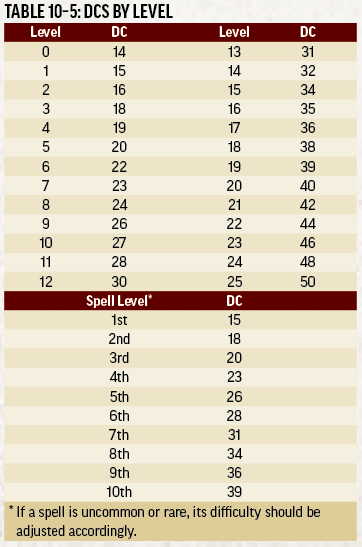 TABLE 10–5: DCS BY LEVEL
Level DC Level DC
0 14 13 31
1 15 14 32
2 16 15 34
3 18 16 35
4 19 17 36
5 20 18 38
6 22 19 39
7 23 20 40
8 24 21 42
9 26 22 44
10 27 23 46
11 28 24 48
12 30 25 50
Spell Level* DC
1st 15
2nd 18
3rd 20
4th 23
5th 26
6th 28
7th 31
8th 34
9th 36
10th 39
* If a spell is uncommon or rare, its difficulty should be
adjusted accordingly.